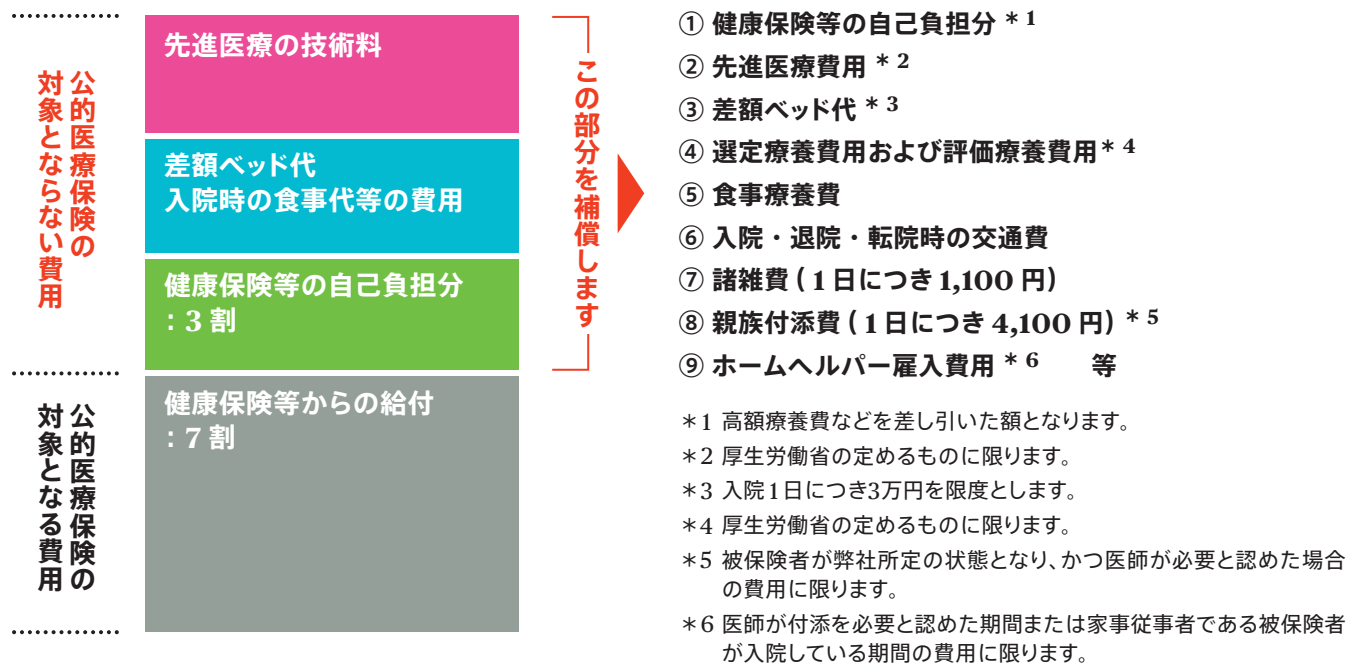 公的医療保険の
対象とならない費用
先進医療の技術料
差額ベッド代
入院時の食事代等の費用
健康保険等の自己負担分
：3 割
公的医療保険の
対象となる費用
健康保険等からの給付
：7 割
この部分を補償します
① 健康保険等の自己負担分 ＊1
② 先進医療費用 ＊2
③ 差額ベッド代 ＊3
④ 選定療養費用および評価療養費用＊4
⑤ 食事療養費
⑥ 入院・退院・転院時の交通費
⑦ 諸雑費（1日につき1,100 円）
⑧ 親族付添費（1日につき 4,100 円）＊5
⑨ ホームヘルパー雇入費用 ＊6　等
＊1 高額療養費などを差し引いた額となります。
＊2 厚生労働省の定めるものに限ります。
＊3 入院1日につき3万円を限度とします。
＊4 厚生労働省の定めるものに限ります。
＊5 被保険者が弊社所定の状態となり、かつ医師が必要と認めた場合
の費用に限ります。
＊6 医師が付添を必要と認めた期間または家事従事者である被保険者
が入院している期間の費用に限ります。